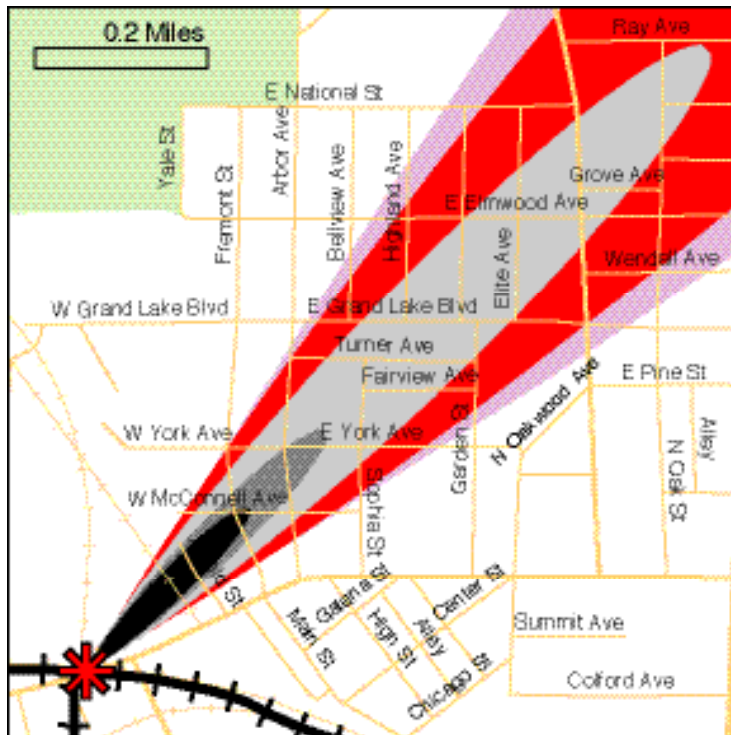 0.2 Miles
Ray Ave
E National St
Yale St
Fremont St
Arbor Ave
Bellview Ave
Highland Ave
Grove Ave
E Elmwood Ave
Elite Ave
Wendall Ave
W Grand Lake Blvd
E Grand Lake Blvd
Turner Ave
Fairview Ave
E Pine St
N Oakwood Ave
W York Ave
E York Ave
Garden St
Alley
N Oak St
W McConnell Ave
Sophia St
St
Galena St
Center St
Main St
High St
Alley
Summit Ave
Chicago St
Colford Ave